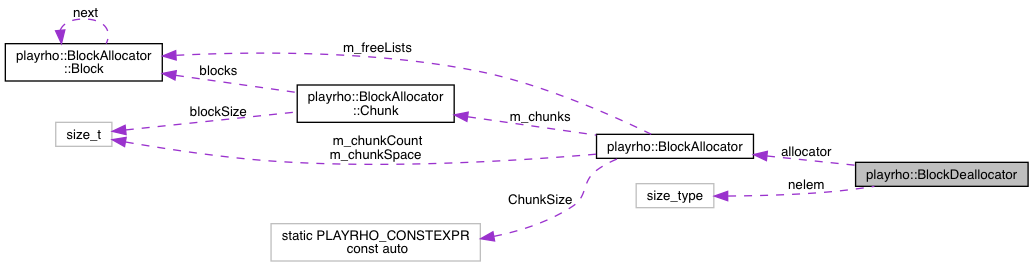 next
playrho::BlockAllocator
::Block
m_freeLists
blocks
playrho::BlockAllocator
::Chunk
blockSize
m_chunks
size_t
m_chunkCount
m_chunkSpace
playrho::BlockAllocator
allocator
playrho::BlockDeallocator
nelem
size_type
ChunkSize
static PLAYRHO_CONSTEXPR
const auto